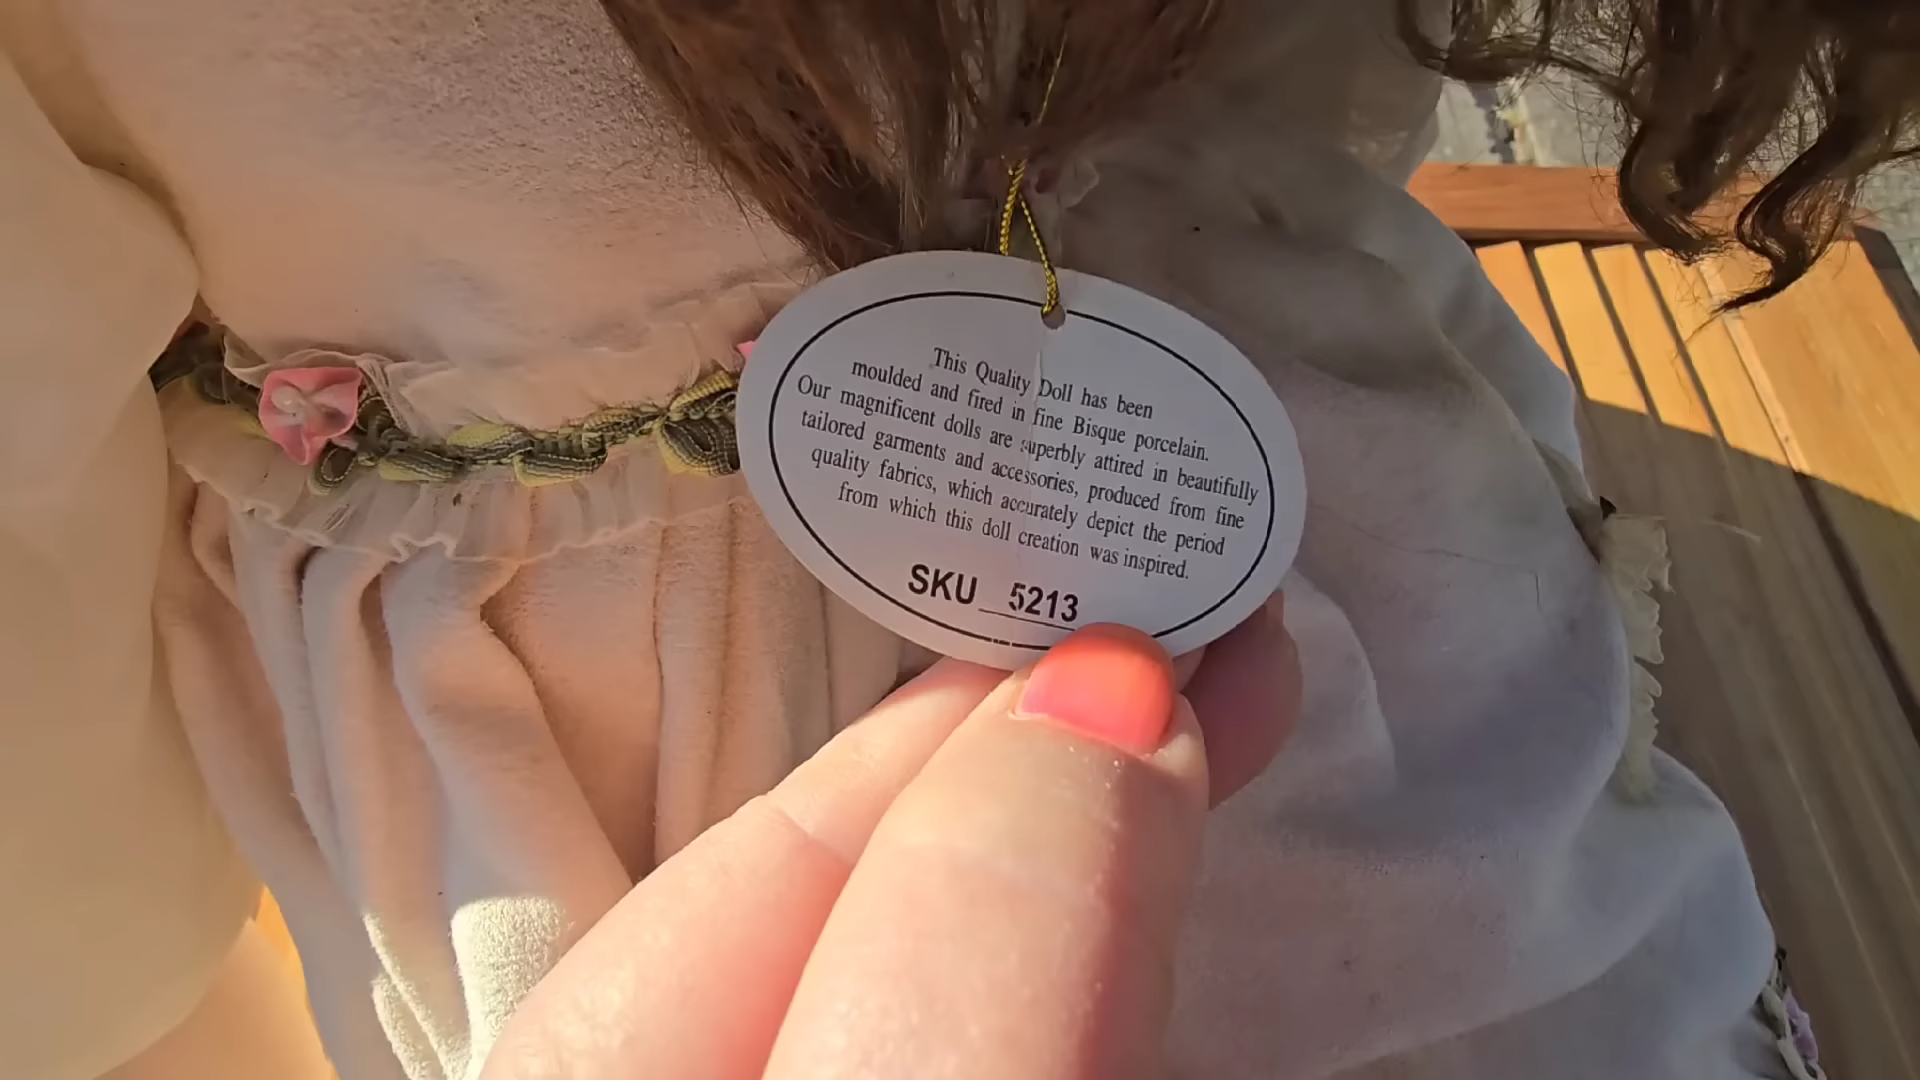 This Quality Doll has been
moulded and fired in fine Bisque porcelain.
Our magnificent dolls are superbly attired in beautifully
tailored garments and accessories, produced from fine
quality fabrics, which accurately depict the period
from which this doll creation was inspired.
SKU 5213